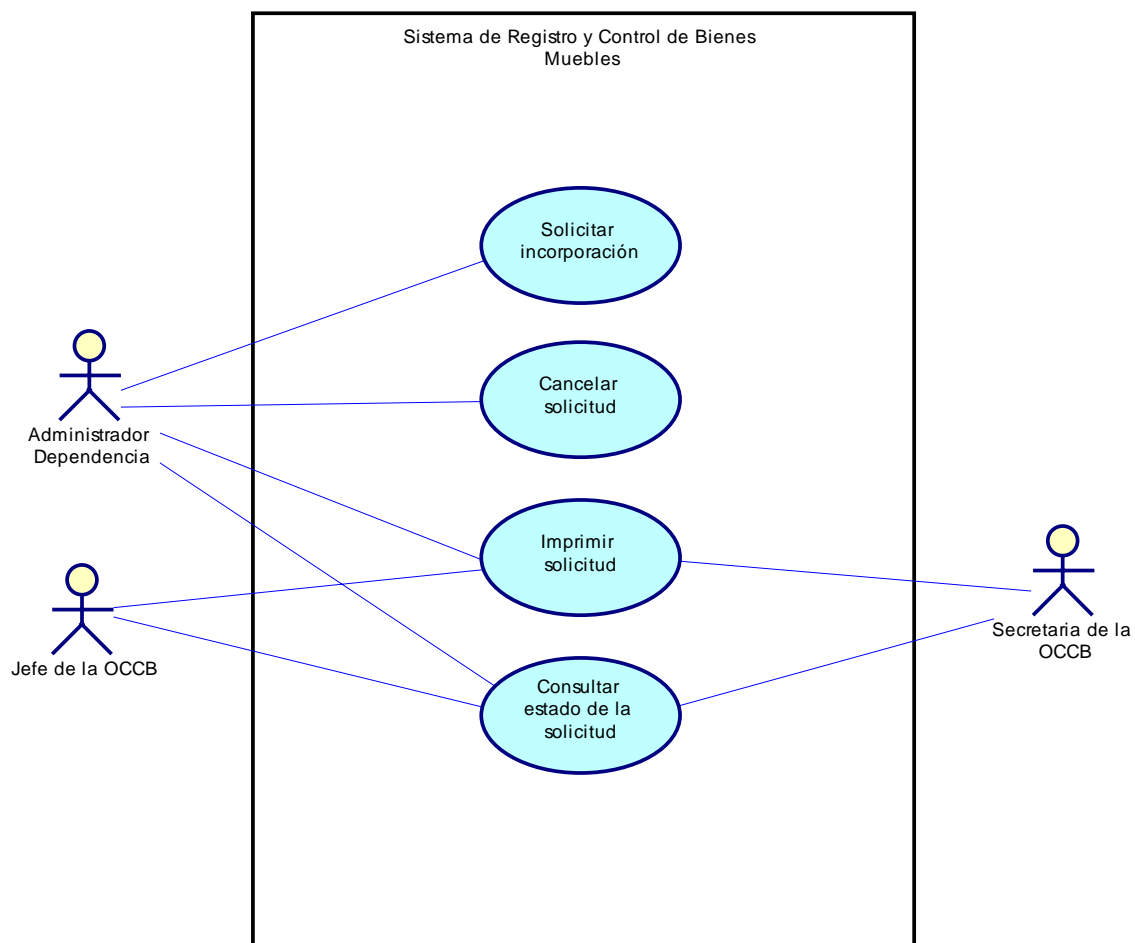 Sistema de Registro y Control de Bienes
Muebles
Solicitar
incorporación
Cancelar
solicitud
Administrador
Dependencia
Imprimir
solicitud
Jefe de la OCCB
Secretaria de la
OCCB
Consultar
estado de la
solicitud